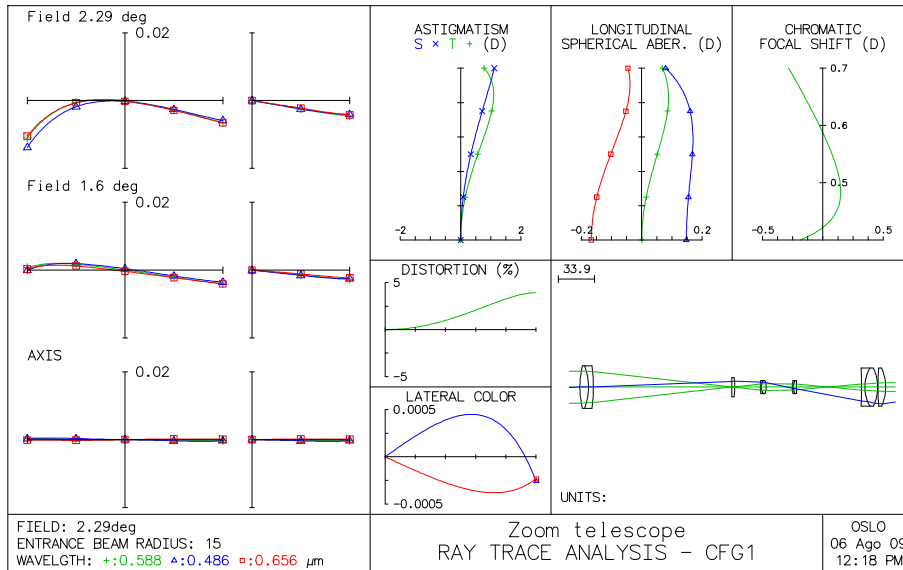 Field 2.29 deg
0.02
Field 1.6 deg
0.02
AXIS
0.02
ASTIGMATISM
S × T + (D)
-2
2
LONGITUDINAL
SPHERICAL ABER. (D)
-0.2
0.2
CHROMATIC
FOCAL SHIFT (D)
0.7
0.6
0.5
-0.5
0.5
DISTORTION (%)
5
-5
LATERAL COLOR
0.0005
-0.0005
33.9
UNITS:
FIELD: 2.29deg
ENTRANCE BEAM RADIUS: 15
WAVELGTH: +:0.588 △:0.486 □:0.656 µm
Zoom telescope
RAY TRACE ANALYSIS - CFG1
OSLO
06 Ago 09
12:18 PM